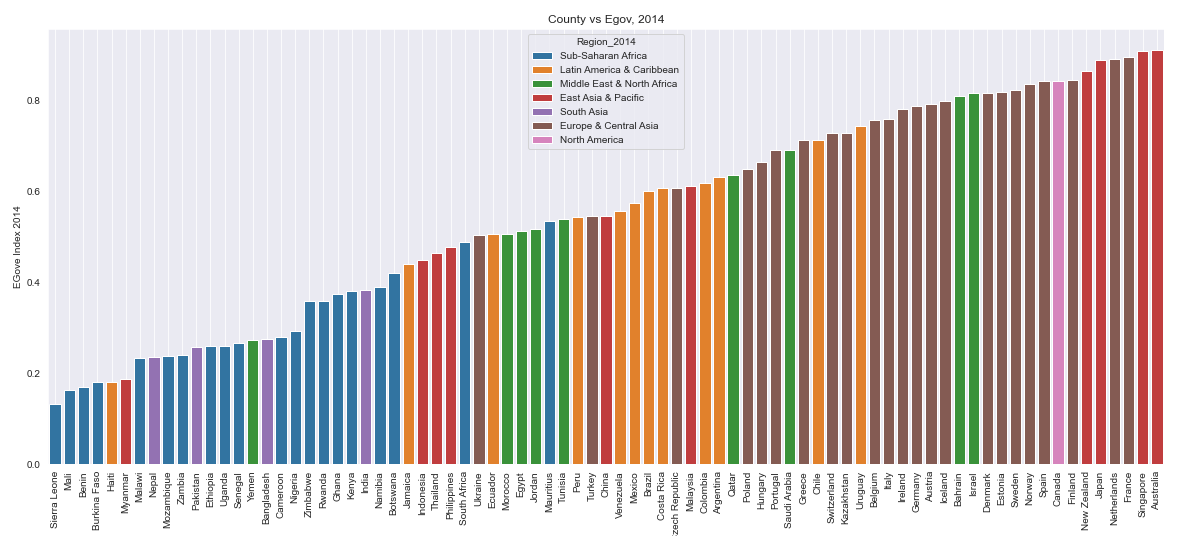 County vs Egov, 2014
Region_2014
Sub-Saharan Africa
Latin America & Caribbean
Middle East & North Africa
East Asia & Pacific
South Asia
Europe & Central Asia
North America
EGove Index 2014
0.8
0.6
0.4
0.2
0.0
Sierra Leone
Mali
Benin
Burkina Faso
Haiti
Myanmar
Malawi
Nepal
Mozambique
Zambia
Pakistan
Ethiopia
Uganda
Senegal
Yemen
Bangladesh
Cameroon
Nigeria
Zimbabwe
Rwanda
Ghana
Kenya
India
Namibia
Botswana
Jamaica
Indonesia
Thailand
Philippines
South Africa
Ukraine
Ecuador
Morocco
Egypt
Jordan
Mauritius
Tunisia
Peru
Turkey
China
Venezuela
Mexico
Brazil
Costa Rica
zech Republic
Malaysia
Colombia
Argentina
Qatar
Poland
Hungary
Portugal
Saudi Arabia
Greece
Chile
Switzerland
Kazakhstan
Uruguay
Belgium
Italy
Ireland
Germany
Austria
Iceland
Bahrain
Israel
Denmark
Estonia
Sweden
Norway
Spain
Canada
Finland
New Zealand
Japan
Netherlands
France
Singapore
Australia